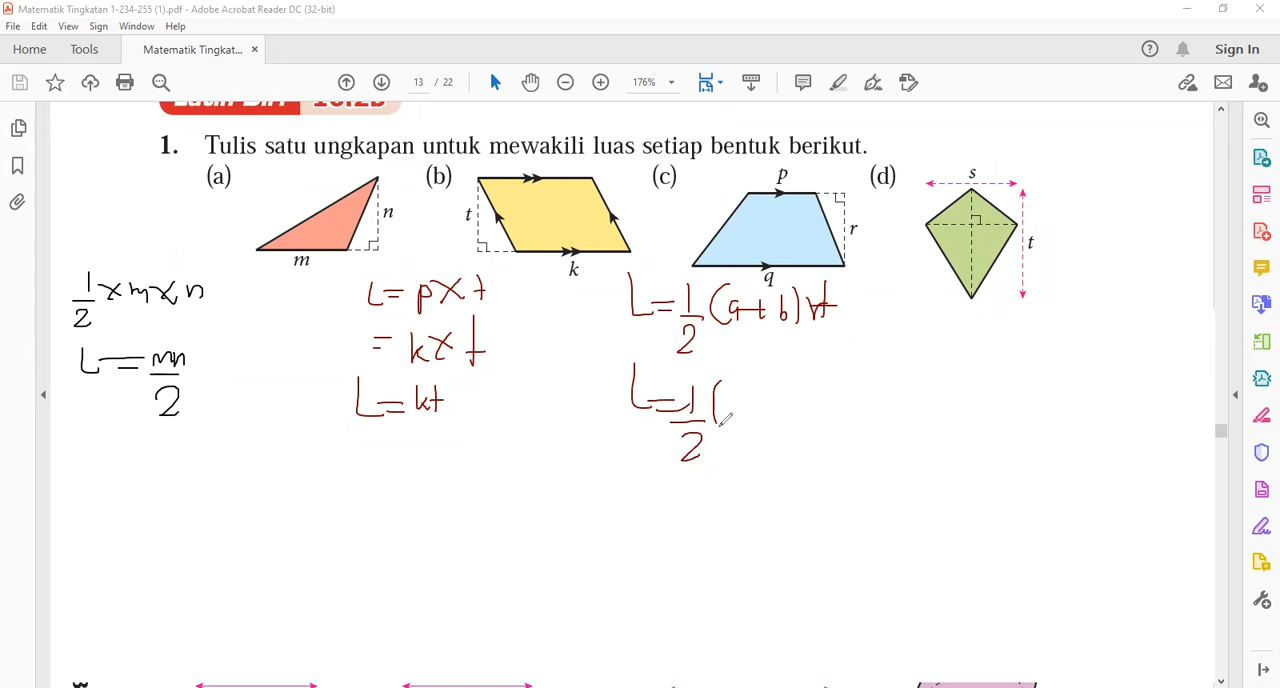 Matematik Tingkatan 1-234-255 (1).pdf - Adobe Acrobat Reader DC (32-bit)
File Edit View Sign Window Help
Home Tools Matematik Tingkat... × Sign In
13 / 22 176%
1. Tulis satu ungkapan untuk mewakili luas setiap bentuk berikut.
(a) (b) (c) (d)
p s
n t r t
m k q
1/2 × m × n
L = mn/2
L = p × t
= k × t
L = kt
L = 1/2 (a + b) × t
L = 1/2 (